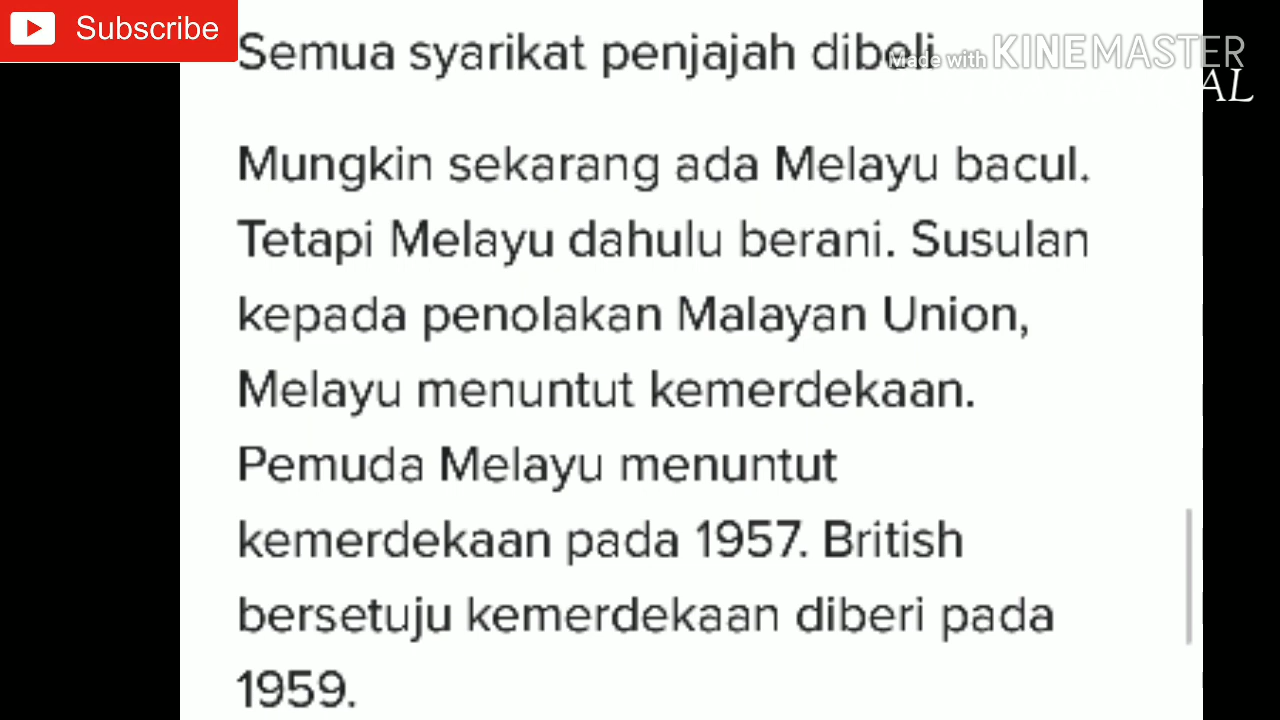 Subscribe
Semua syarikat penjajah dibeli
Made with KINEMASTER
AL
Mungkin sekarang ada Melayu bacul.
Tetapi Melayu dahulu berani. Susulan
kepada penolakan Malayan Union,
Melayu menuntut kemerdekaan.
Pemuda Melayu menuntut
kemerdekaan pada 1957. British
bersetuju kemerdekaan diberi pada
1959.